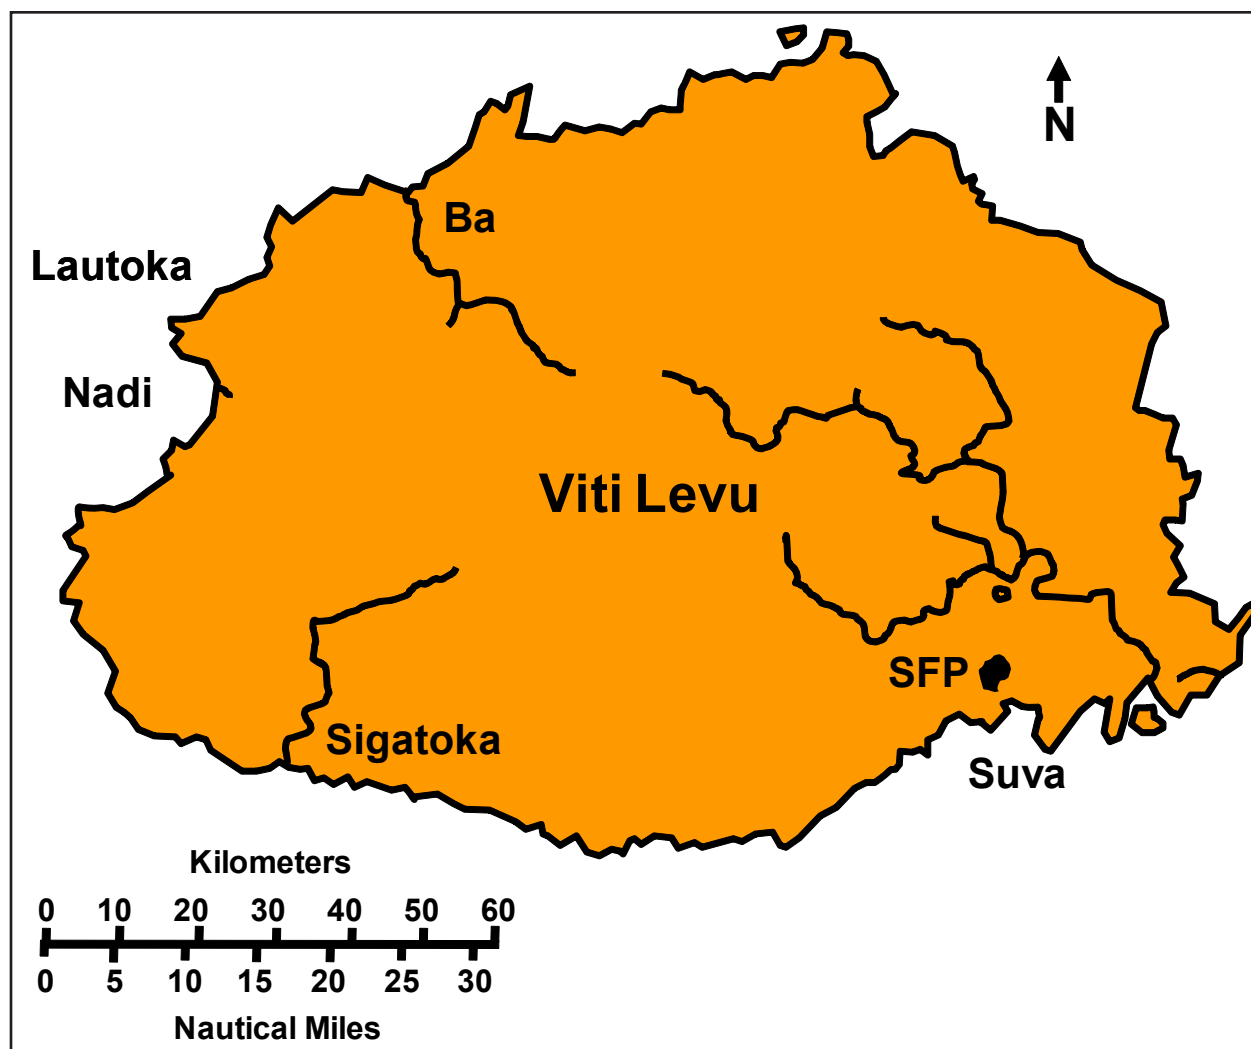 N
Ba
Lautoka
Nadi
Viti Levu
SFP
Sigatoka
Suva
Kilometers
0 10 20 30 40 50 60
0 5 10 15 20 25 30
Nautical Miles